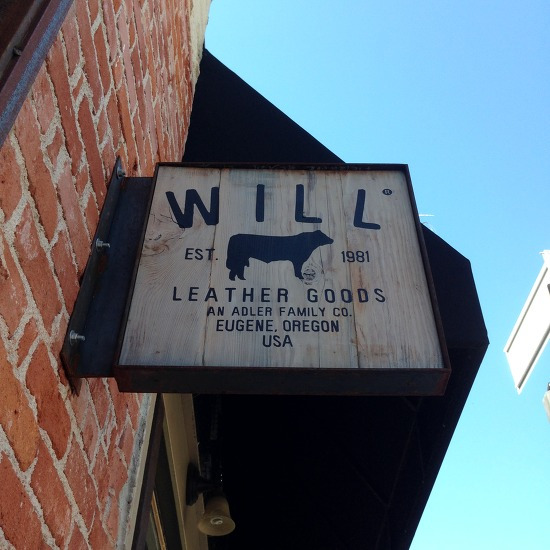 WILL®
EST. 1981
LEATHER GOODS
AN ADLER FAMILY CO.
EUGENE, OREGON
USA